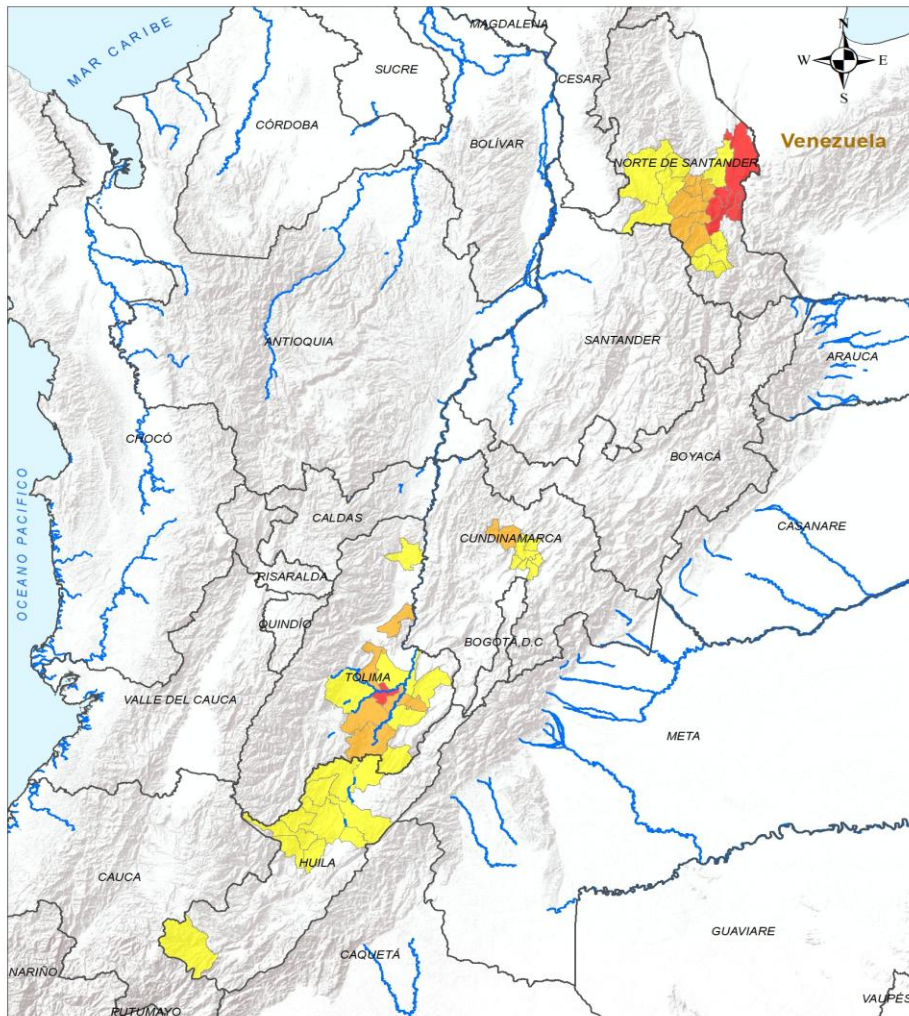 MAGDALENA
N
MAR CARIBE
SUCRE
CESAR
W
E
S
CÓRDOBA
BOLÍVAR
Venezuela
NORTE DE SANTANDER
ANTIOQUIA
SANTANDER
ARAUCA
CHOCÓ
BOYACÁ
OCEANO PACIFICO
CALDAS
CUNDINAMARCA
CASANARE
RISARALDA
QUINDÍO
BOGOTÁ, D.C
TOLIMA
VALLE DEL CAUCA
META
HUILA
CAUCA
GUAVIARE
CAQUETÁ
NARIÑO
VAUPÉS
PUTUMAYO